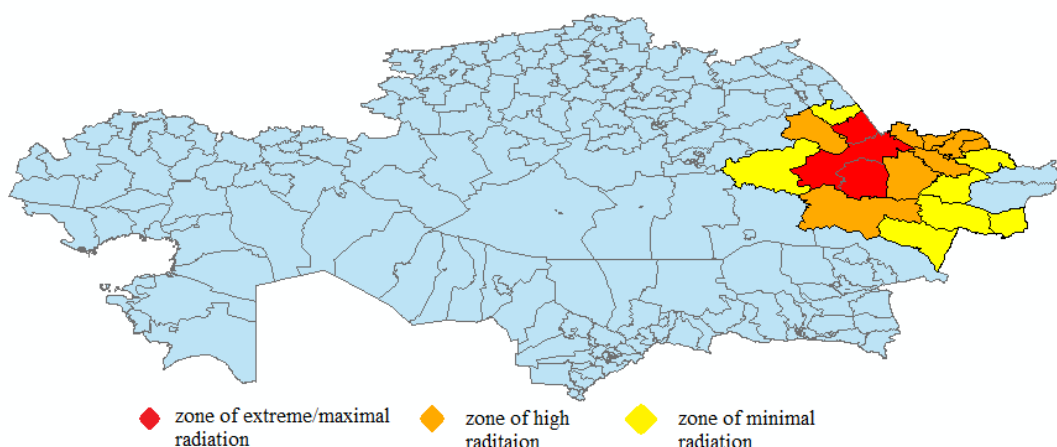 zone of extreme/maximal
radiation
zone of high
raditaion
zone of minimal
radiation